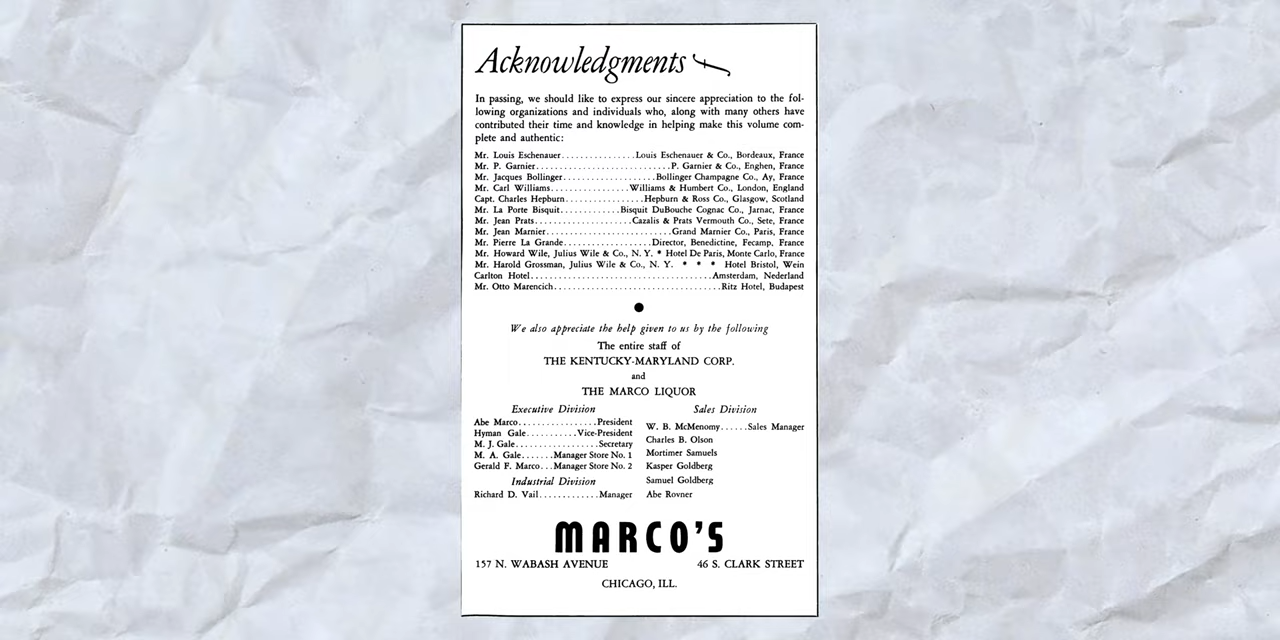 Acknowledgments
In passing, we should like to express our sincere appreciation to the fol-
lowing organizations and individuals who, along with many others have
contributed their time and knowledge in helping make this volume com-
plete and authentic:
Mr. Louis Eschenauer...............Louis Eschenauer & Co., Bordeaux, France
Mr. P. Garnier............................P. Garnier & Co., Enghen, France
Mr. Jacques Bollinger...................Bollinger Champagne Co., Ay, France
Mr. Carl Williams................Williams & Humbert Co., London, England
Capt. Charles Hepburn................Hepburn & Ross Co., Glasgow, Scotland
Mr. La Porte Bisquit............Bisquit DuBouche Cognac Co., Jarnac, France
Mr. Jean Prats....................Cazalis & Prats Vermouth Co., Sete, France
Mr. Jean Marnier..........................Grand Marnier Co., Paris, France
Mr. Pierre La Grande..................Director, Benedictine, Fecamp, France
Mr. Howard Wile, Julius Wile & Co., N. Y. * Hotel De Paris, Monte Carlo, France
Mr. Harold Grossman, Julius Wile & Co., N. Y. * * * Hotel Bristol, Wein
Carlton Hotel.....................................Amsterdam, Nederland
Mr. Otto Marencich..................................Ritz Hotel, Budapest
We also appreciate the help given to us by the following
The entire staff of
THE KENTUCKY-MARYLAND CORP.
and
THE MARCO LIQUOR
Executive Division
Abe Marco.................President
Hyman Gale...........Vice-President
M. J. Gale..................Secretary
M. A. Gale.......Manager Store No. 1
Gerald F. Marco...Manager Store No. 2
Industrial Division
Richard D. Vail............Manager
Sales Division
W. B. McMenomy......Sales Manager
Charles B. Olson
Mortimer Samuels
Kasper Goldberg
Samuel Goldberg
Abe Rovner
MARCO'S
157 N. WABASH AVENUE 46 S. CLARK STREET
CHICAGO, ILL.